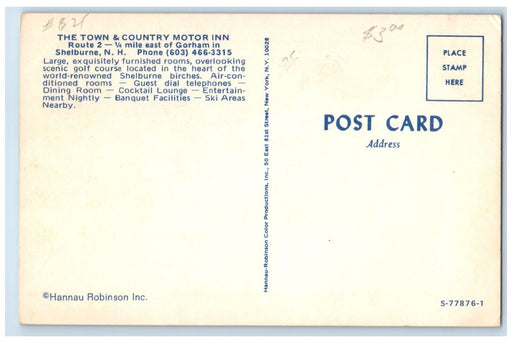 THE TOWN & COUNTRY MOTOR INN
Route 2 — ¼ mile east of Gorham in
Shelburne, N. H. Phone (603) 466-3315
Large, exquisitely furnished rooms, overlooking
scenic golf course located in the heart of the
world-renowned Shelburne birches. Air-con-
ditioned rooms — Guest dial telephones —
Dining Room — Cocktail Lounge — Entertain-
ment Nightly — Banquet Facilities — Ski Areas
Nearby.
©Hannau Robinson Inc.
Hannau-Robinson Color Productions, Inc., 50 East 81st Street, New York, N.Y. 10028
$3.00
PLACE
STAMP
HERE
POST CARD
Address
S-77876-1